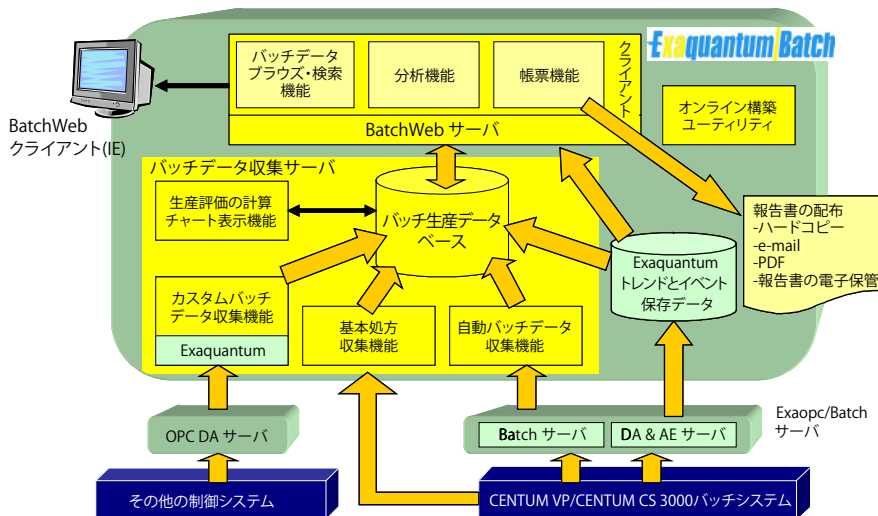 Exaquantum/Batch
バッチデータ
ブラウズ・検索
機能
分析機能
帳票機能
クライアント
BatchWeb サーバ
オンライン構築
ユーティリティ
BatchWeb
クライアント(IE)
バッチデータ収集サーバ
生産評価の計算
チャート表示機能
バッチ生産データ
ベース
報告書の配布
-ハードコピー
-e-mail
-PDF
-報告書の電子保管
Exaquantum
トレンドとイベント
保存データ
カスタムバッチ
データ収集機能
Exaquantum
基本処方
収集機能
自動バッチデータ
収集機能
OPC DA サーバ
Batch サーバ
DA & AE サーバ
Exaopc/Batch
サーバ
その他の制御システム
CENTUM VP/CENTUM CS 3000バッチシステム